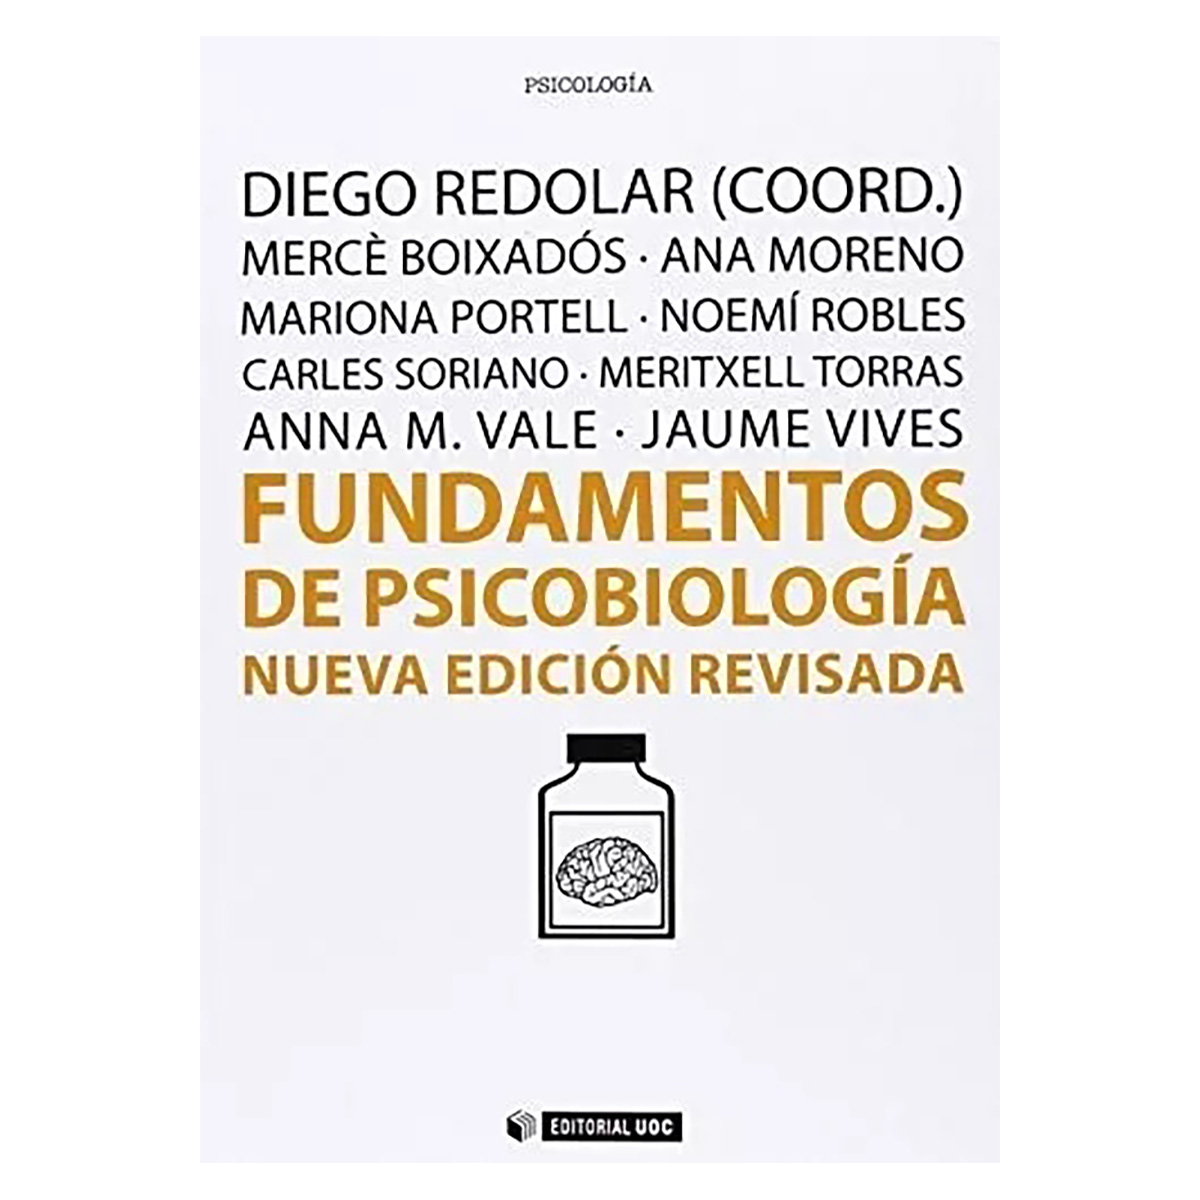 PSICOLOGÍA
DIEGO REDOLAR (COORD.)
MERCÈ BOIXADÓS · ANA MORENO
MARIONA PORTELL · NOEMÍ ROBLES
CARLES SORIANO · MERITXELL TORRAS
ANNA M. VALE · JAUME VIVES
FUNDAMENTOS
DE PSICOBIOLOGÍA
NUEVA EDICIÓN REVISADA
EDITORIAL UOC